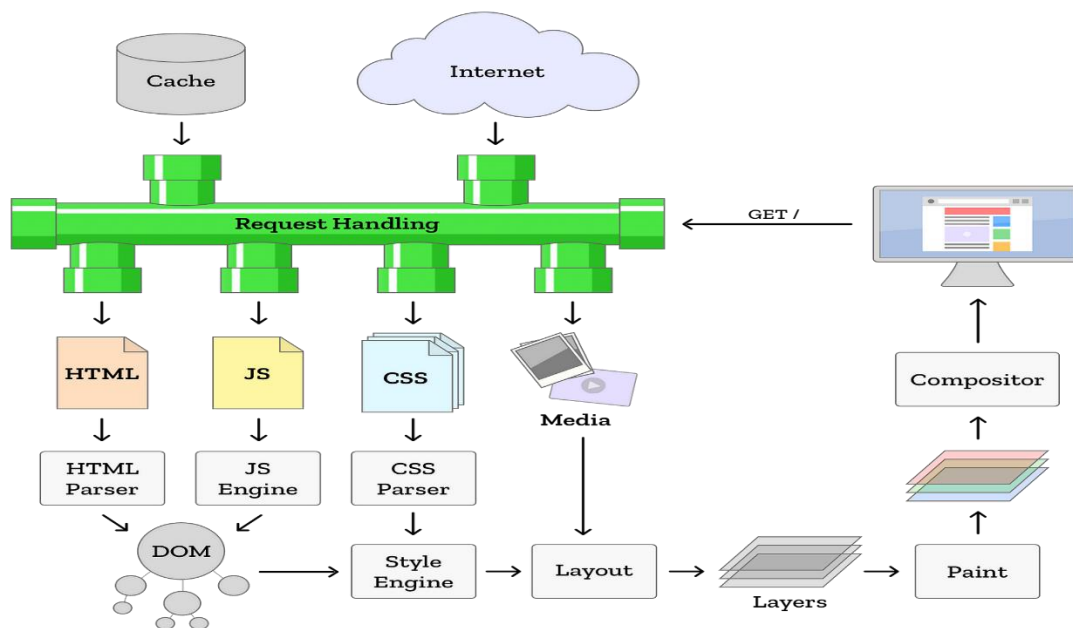 Cache
Internet
Request Handling
GET /
HTML
JS
CSS
Media
Compositor
HTML
Parser
JS
Engine
CSS
Parser
DOM
Style
Engine
Layout
Layers
Paint